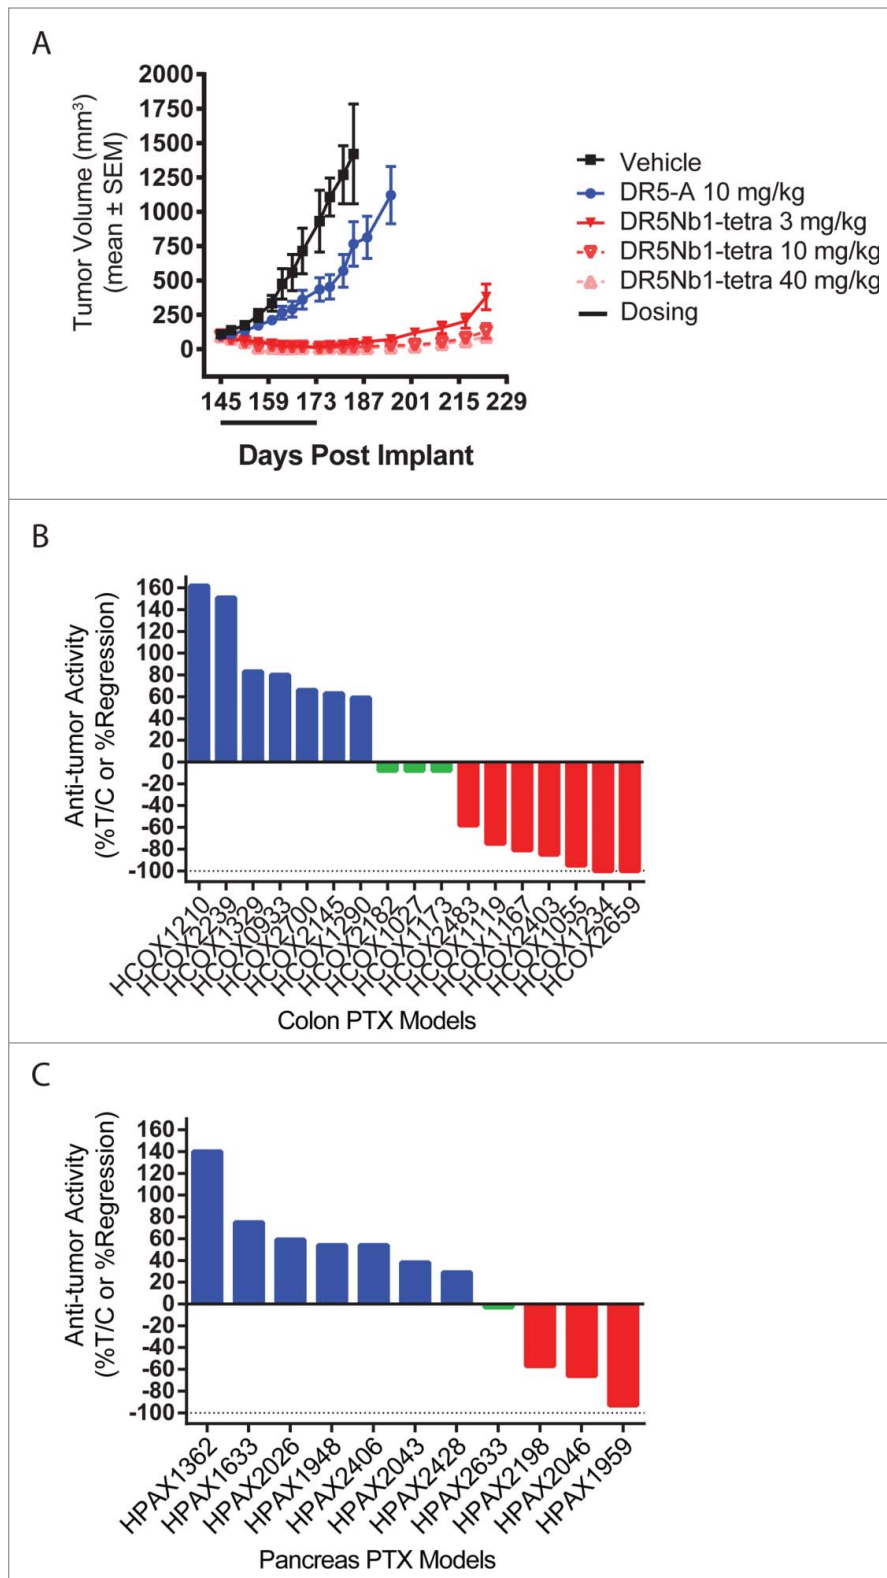 A
2000
1750
1500
1250
1000
750
500
250
0
Tumor Volume (mm³)
(mean ± SEM)
145 159 173 187 201 215 229
Days Post Implant
Vehicle
DR5-A 10 mg/kg
DR5Nb1-tetra 3 mg/kg
DR5Nb1-tetra 10 mg/kg
DR5Nb1-tetra 40 mg/kg
Dosing
B
Anti-tumor Activity
(%T/C or %Regression)
160
140
120
100
80
60
40
20
0
-20
-40
-60
-80
-100
HCOX1210
HCOX2239
HCOX1329
HCOX0933
HCOX2700
HCOX2145
HCOX1290
HCOX2182
HCOX1027
HCOX1173
HCOX2483
HCOX1119
HCOX1167
HCOX2403
HCOX1055
HCOX1234
HCOX2659
Colon PTX Models
C
Anti-tumor Activity
(%T/C or %Regression)
160
140
120
100
80
60
40
20
0
-20
-40
-60
-80
-100
HPAX1362
HPAX1633
HPAX2026
HPAX1948
HPAX2406
HPAX2043
HPAX2428
HPAX2633
HPAX2198
HPAX2046
HPAX1959
Pancreas PTX Models